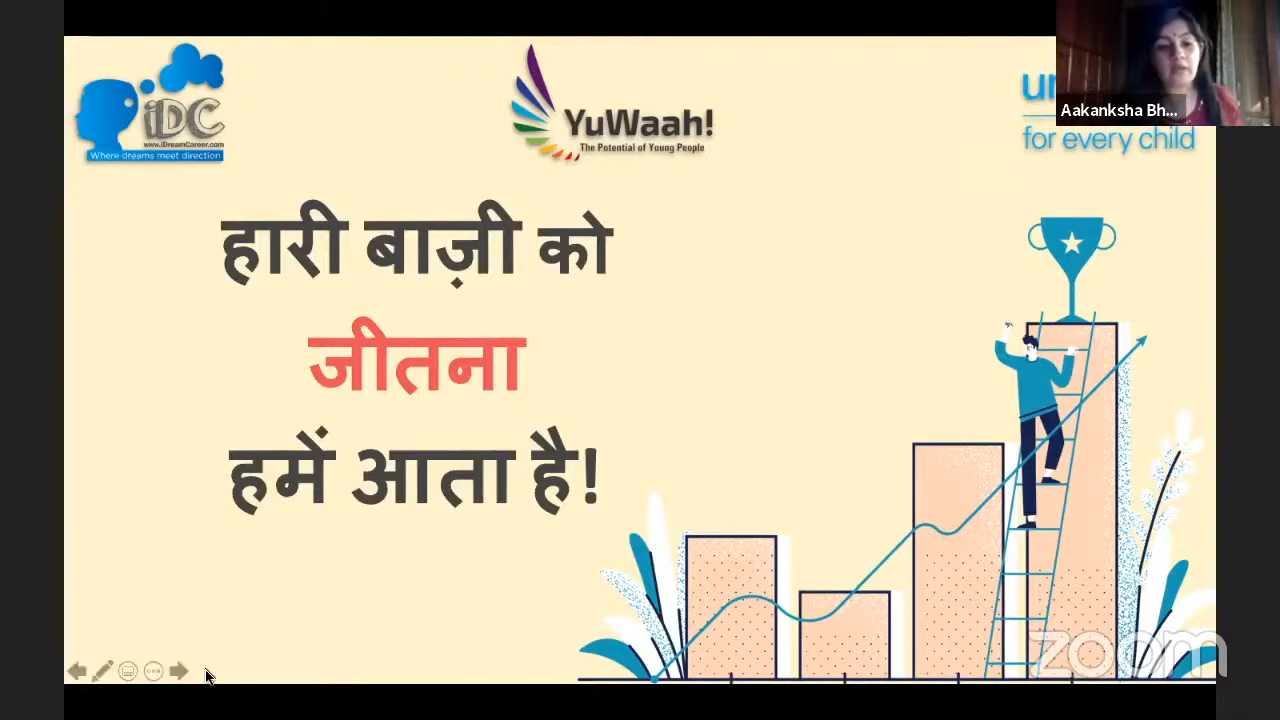 iDC
www.iDreamCareer.com
Where dreams meet direction
YuWaah!
The Potential of Young People
for every child
Aakanksha Bh...
हारी बाज़ी को
जीतना
हमें आता है!
zoom